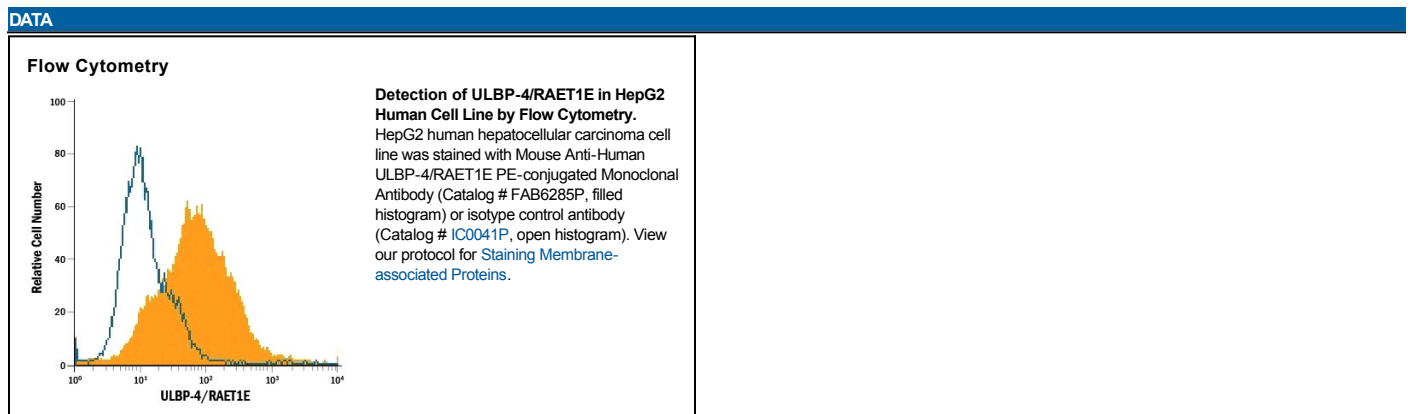 DATA
Flow Cytometry
Detection of ULBP-4/RAET1E in HepG2
Human Cell Line by Flow Cytometry.
HepG2 human hepatocellular carcinoma cell
line was stained with Mouse Anti-Human
ULBP-4/RAET1E PE-conjugated Monoclonal
Antibody (Catalog # FAB6285P, filled
histogram) or isotype control antibody
(Catalog # IC0041P, open histogram). View
our protocol for Staining Membrane-
associated Proteins.
Relative Cell Number
100
80
60
40
20
0
10⁰ 10¹ 10² 10³ 10⁴
ULBP-4/RAET1E